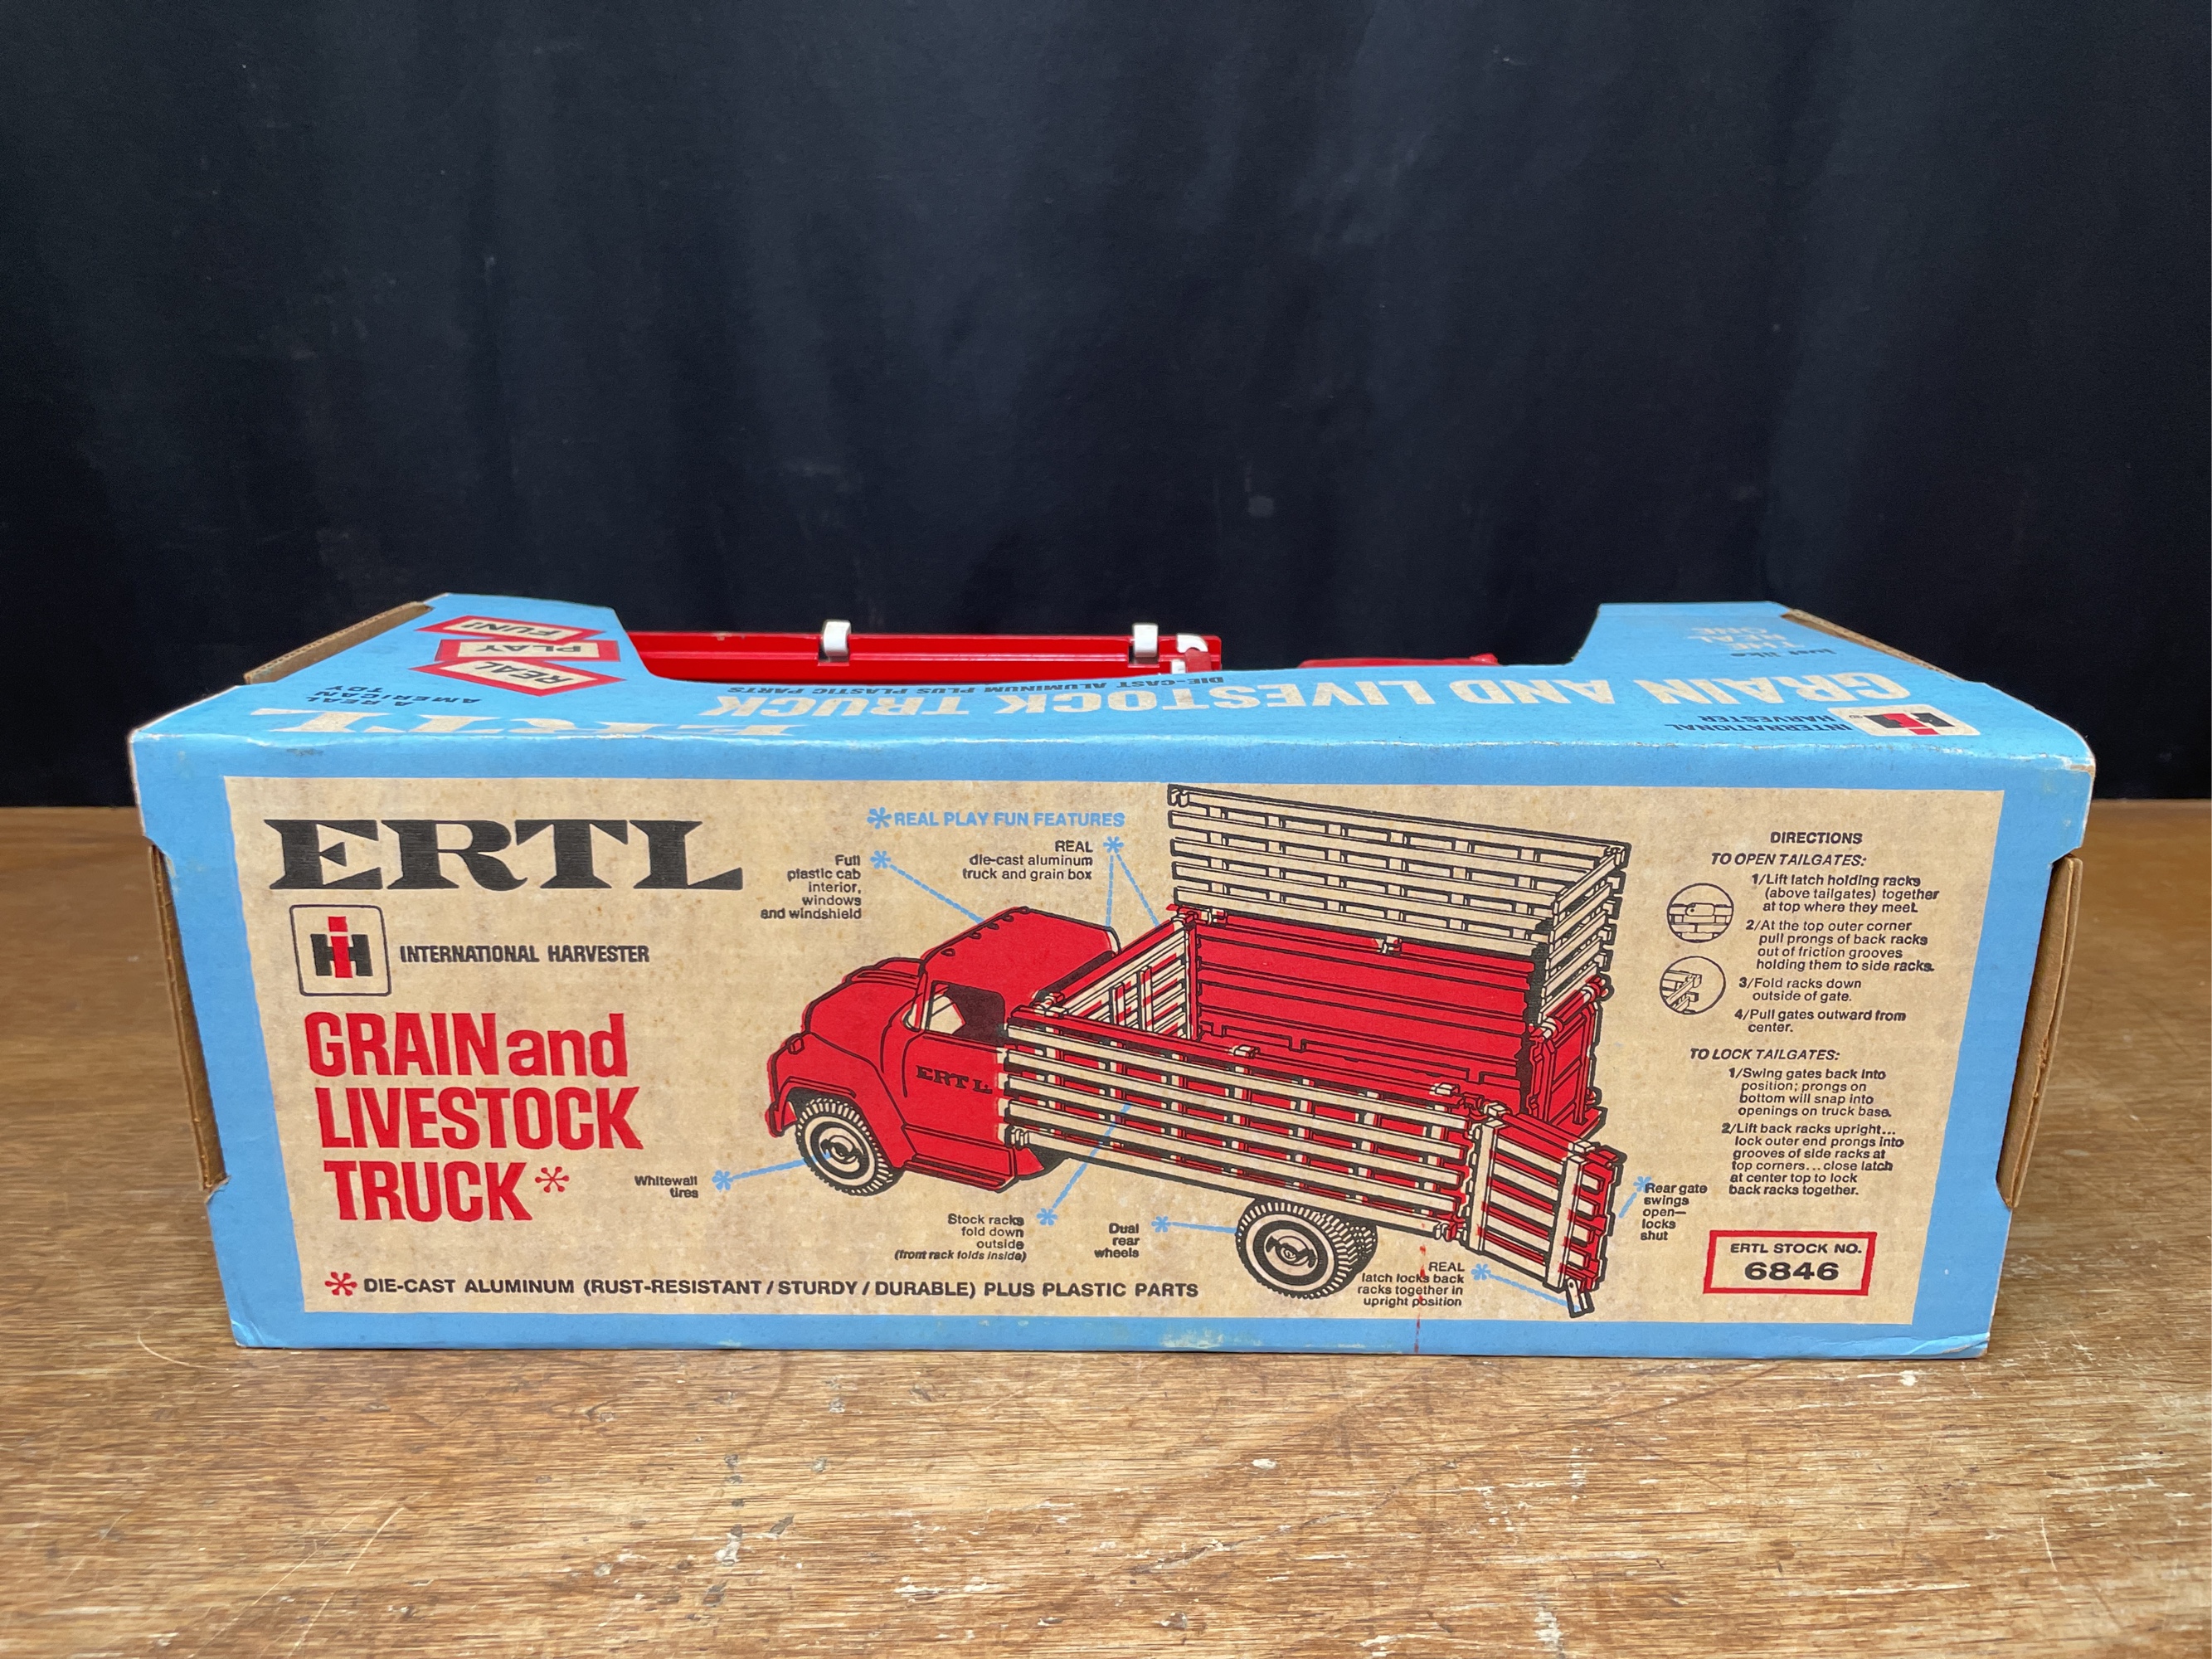 REAL
PLAY
FUN!
A REAL
AMERICAN
TOY
ERTL
GRAIN AND LIVESTOCK TRUCK
DIE-CAST ALUMINUM PLUS PLASTIC PARTS
INTERNATIONAL
HARVESTER
just like
THE
REAL
ONE
ERTL
INTERNATIONAL HARVESTER
GRAIN and
LIVESTOCK
TRUCK*
*DIE-CAST ALUMINUM (RUST-RESISTANT / STURDY / DURABLE) PLUS PLASTIC PARTS
*REAL PLAY FUN FEATURES
Full
plastic cab
interior,
windows
and windshield
REAL
die-cast aluminum
truck and grain box
ERTL
Whitewall
tires
Stock racks
fold down
outside
(front rack folds inside)
Dual
rear
wheels
REAL
latch locks back
racks together in
upright position
Rear gate
swings
open—
locks
shut
DIRECTIONS
TO OPEN TAILGATES:
1/Lift latch holding racks
(above tailgates) together
at top where they meet.
2/At the top outer corner
pull prongs of back racks
out of friction grooves
holding them to side racks.
3/Fold racks down
outside of gate.
4/Pull gates outward from
center.
TO LOCK TAILGATES:
1/Swing gates back into
position; prongs on
bottom will snap into
openings on truck base.
2/Lift back racks upright...
lock outer end prongs into
grooves of side racks at
top corners...close latch
at center top to lock
back racks together.
ERTL STOCK NO.
6846